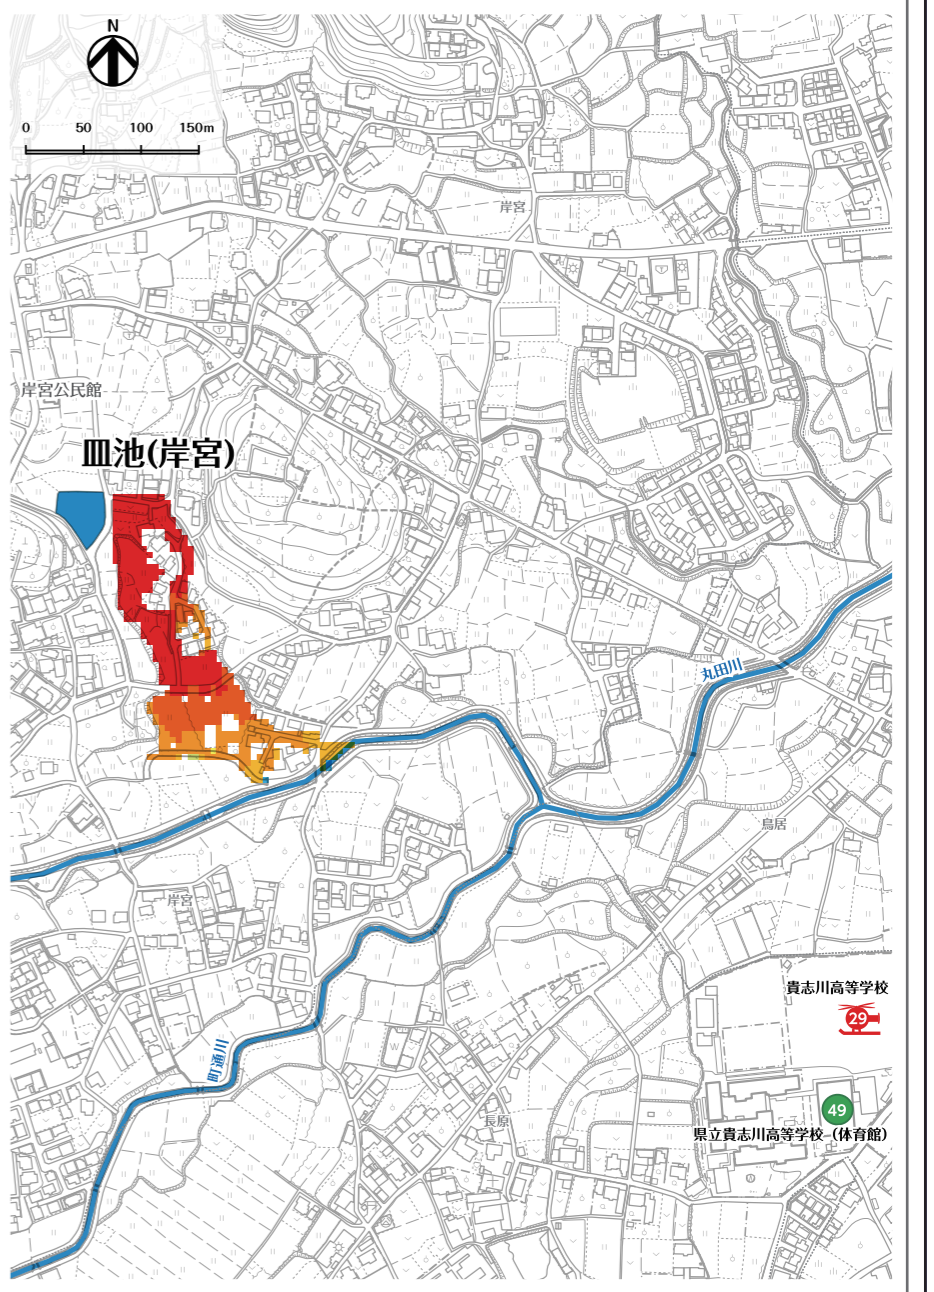 N
0 50 100 150m
岸宮
岸宮公民館
皿池(岸宮)
丸田川
鳥居
岸宮
貴志川高等学校
29
町通川
49
長原
県立貴志川高等学校（体育館）